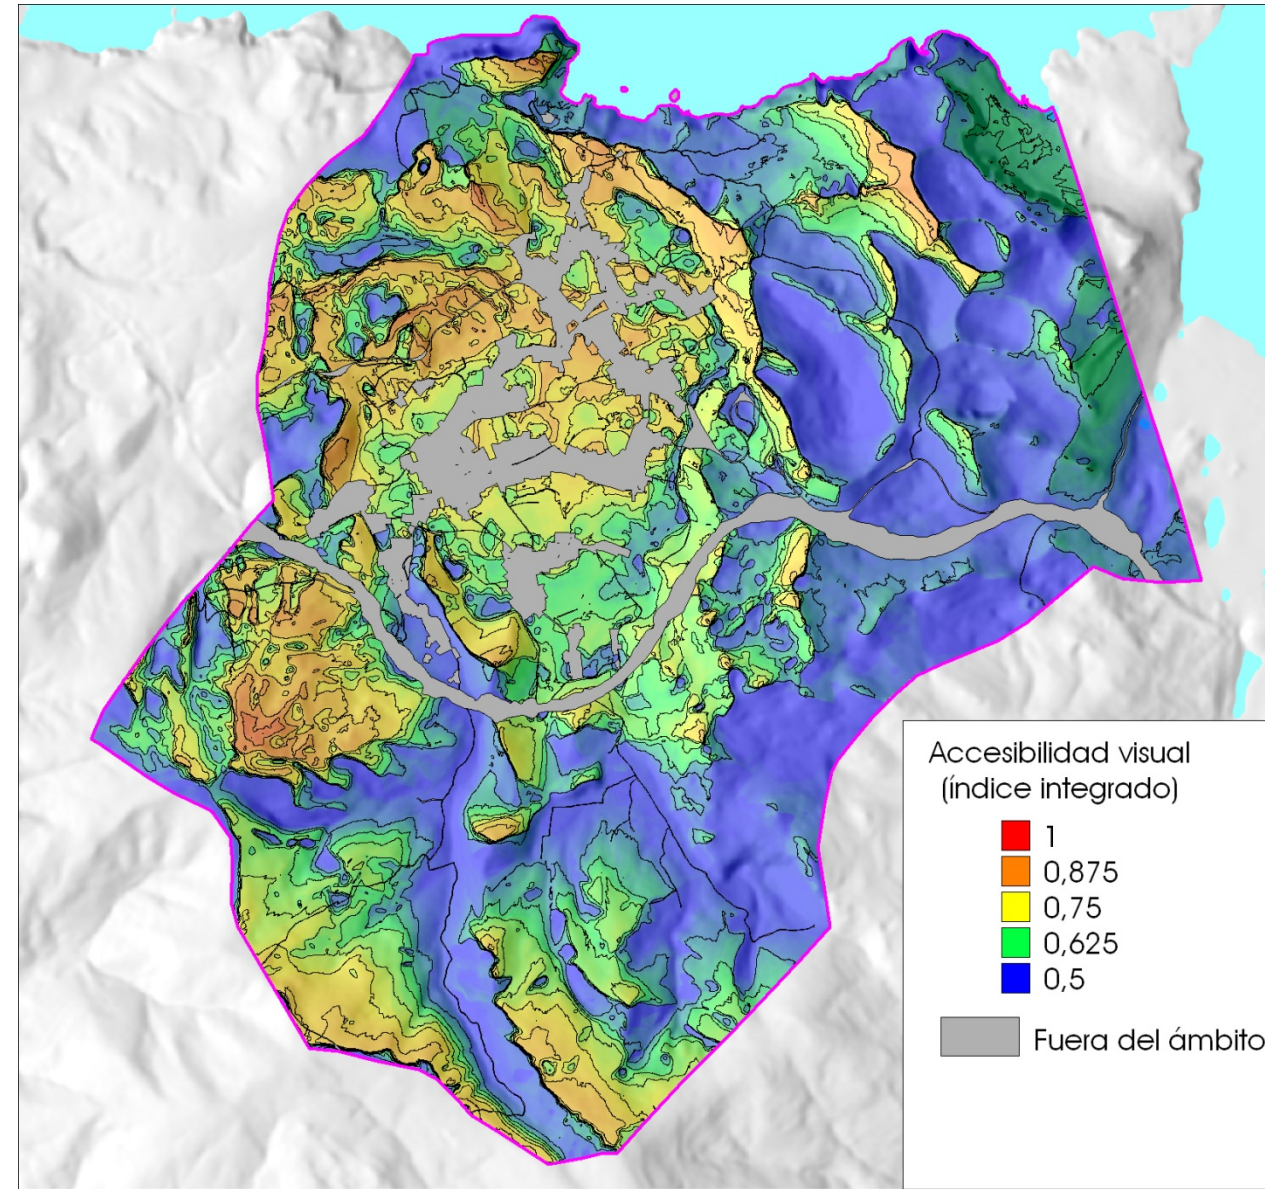 Accesibilidad visual
(índice integrado)
1
0,875
0,75
0,625
0,5
Fuera del ámbito